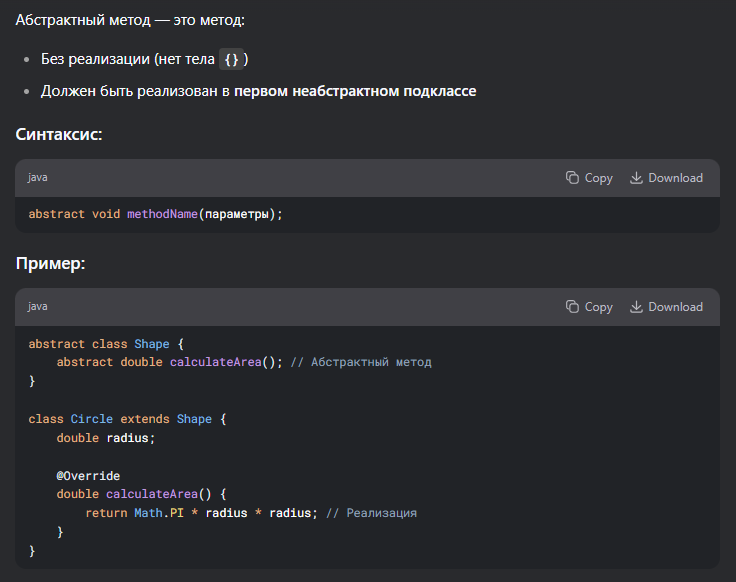 Абстрактный метод — это метод:
• Без реализации (нет тела {})
• Должен быть реализован в первом неабстрактном подклассе
Синтаксис:
java Copy Download
abstract void methodName(параметры);
Пример:
java Copy Download
abstract class Shape {
    abstract double calculateArea(); // Абстрактный метод
}

class Circle extends Shape {
    double radius;

    @Override
    double calculateArea() {
        return Math.PI * radius * radius; // Реализация
    }
}